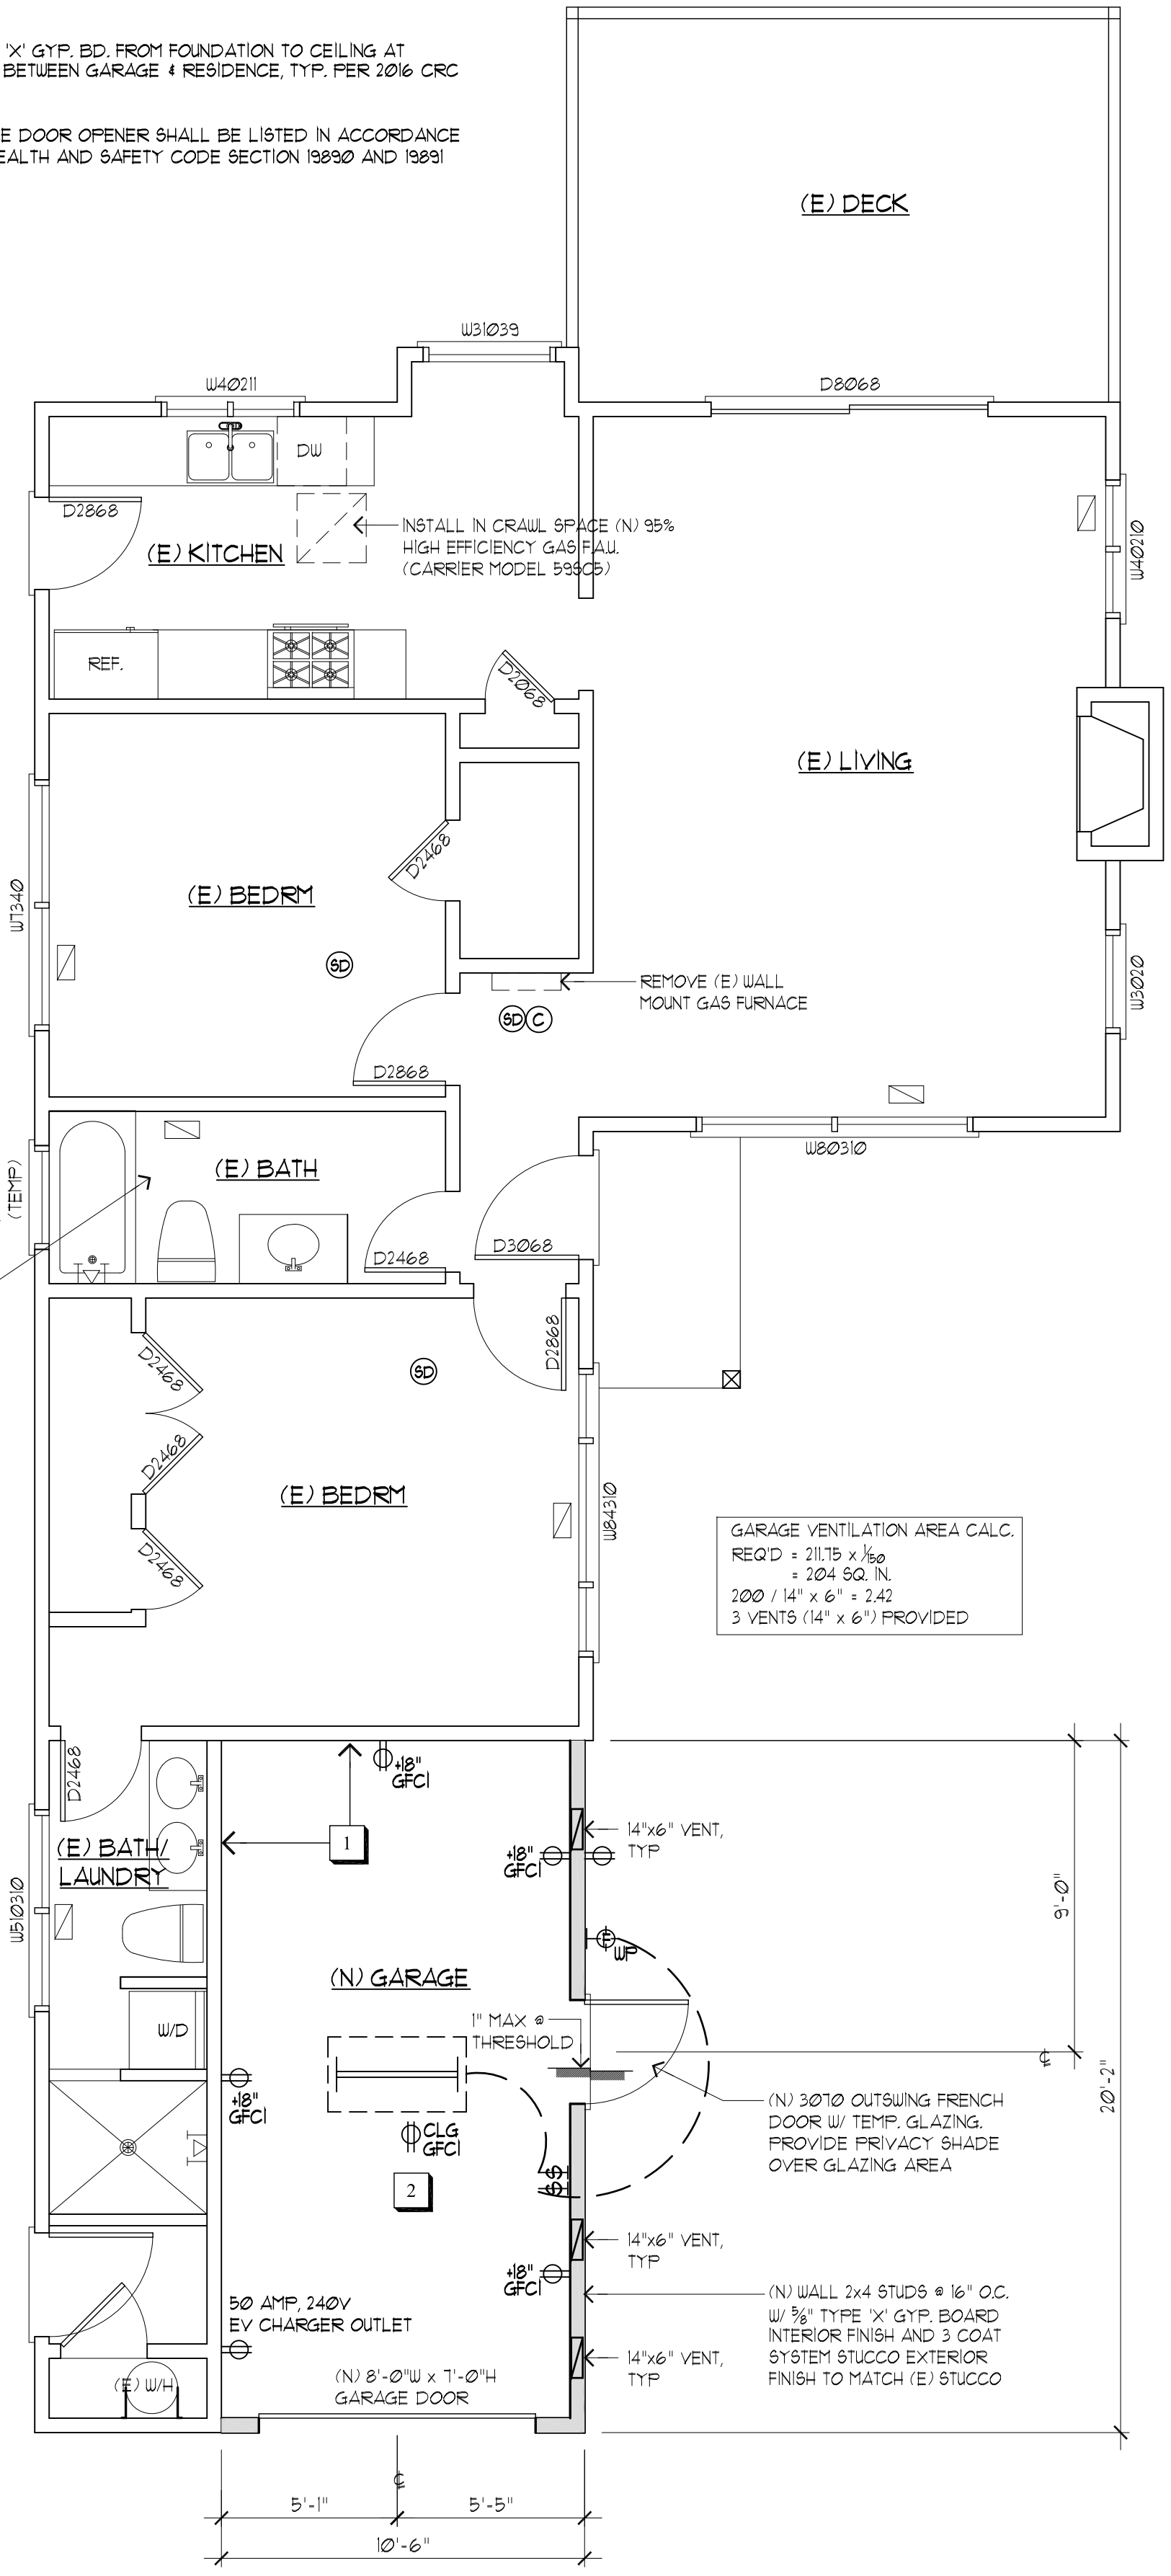 'X' GYP. BD. FROM FOUNDATION TO CEILING AT
BETWEEN GARAGE & RESIDENCE, TYP. PER 2016 CRC
E DOOR OPENER SHALL BE LISTED IN ACCORDANCE
EALTH AND SAFETY CODE SECTION 19890 AND 19891
(E) DECK
W31039
W40211
D8068
DW
D2868
INSTALL IN CRAWL SPACE (N) 95%
HIGH EFFICIENCY GAS F.A.U.
(CARRIER MODEL 59SC5)
(E) KITCHEN
W40210
REF.
D2068
(E) LIVING
D2468
(E) BEDRM
W7340
SD
W3020
REMOVE (E) WALL
MOUNT GAS FURNACE
SD C
D2868
W80310
(E) BATH
(TEMP)
D3068
D2468
D2868
D2468
SD
D2468
(E) BEDRM
W84310
D2468
GARAGE VENTILATION AREA CALC.
REQ'D = 211.75 x 1/150
= 204 SQ. IN.
200 / 14" x 6" = 2.42
3 VENTS (14" x 6") PROVIDED
D2468
+18"
GFCI
(E) BATH/
LAUNDRY
1
14"x6" VENT,
TYP
+18"
GFCI
9'-0"
W510310
WP
(N) GARAGE
1" MAX @
THRESHOLD
W/D
20'-2"
+18"
GFCI
CLG
GFCI
(N) 3070 OUTSWING FRENCH
DOOR W/ TEMP. GLAZING.
PROVIDE PRIVACY SHADE
OVER GLAZING AREA
2
SS
14"x6" VENT,
TYP
+18"
GFCI
(N) WALL 2x4 STUDS @ 16" O.C.
W/ 5/8" TYPE 'X' GYP. BOARD
INTERIOR FINISH AND 3 COAT
SYSTEM STUCCO EXTERIOR
FINISH TO MATCH (E) STUCCO
50 AMP, 240V
EV CHARGER OUTLET
14"x6" VENT,
TYP
(E) W/H
(N) 8'-0"W x 7'-0"H
GARAGE DOOR
5'-1"
5'-5"
10'-6"